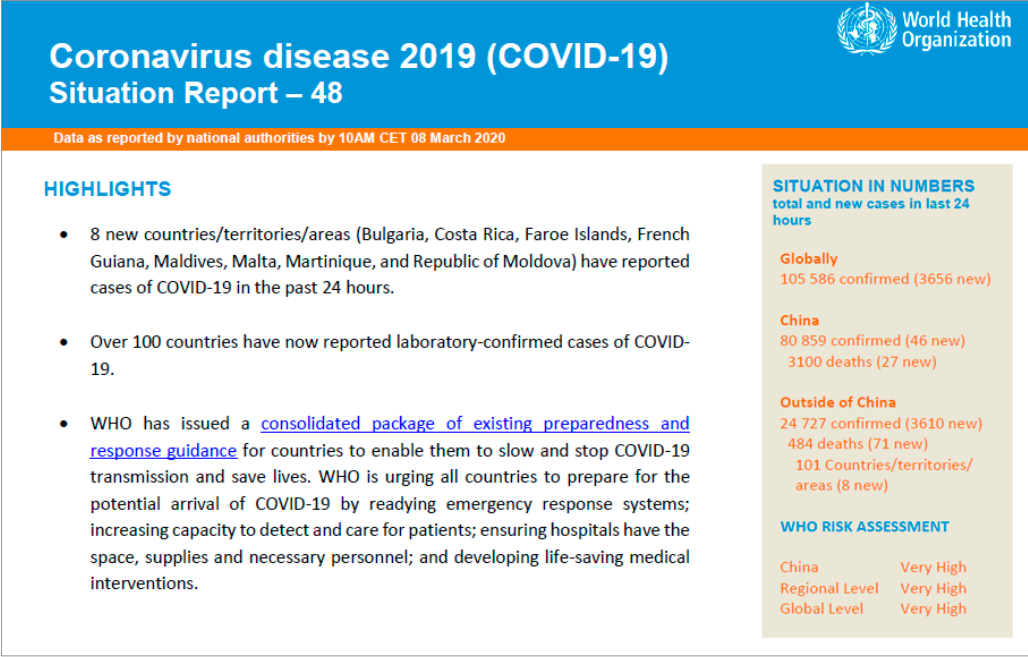 World Health
Organization
Coronavirus disease 2019 (COVID-19)
Situation Report – 48
Data as reported by national authorities by 10AM CET 08 March 2020
HIGHLIGHTS
• 8 new countries/territories/areas (Bulgaria, Costa Rica, Faroe Islands, French
Guiana, Maldives, Malta, Martinique, and Republic of Moldova) have reported
cases of COVID-19 in the past 24 hours.
• Over 100 countries have now reported laboratory-confirmed cases of COVID-
19.
• WHO has issued a consolidated package of existing preparedness and
response guidance for countries to enable them to slow and stop COVID-19
transmission and save lives. WHO is urging all countries to prepare for the
potential arrival of COVID-19 by readying emergency response systems;
increasing capacity to detect and care for patients; ensuring hospitals have the
space, supplies and necessary personnel; and developing life-saving medical
interventions.
SITUATION IN NUMBERS
total and new cases in last 24
hours
Globally
105 586 confirmed (3656 new)
China
80 859 confirmed (46 new)
3100 deaths (27 new)
Outside of China
24 727 confirmed (3610 new)
484 deaths (71 new)
101 Countries/territories/
areas (8 new)
WHO RISK ASSESSMENT
China Very High
Regional Level Very High
Global Level Very High